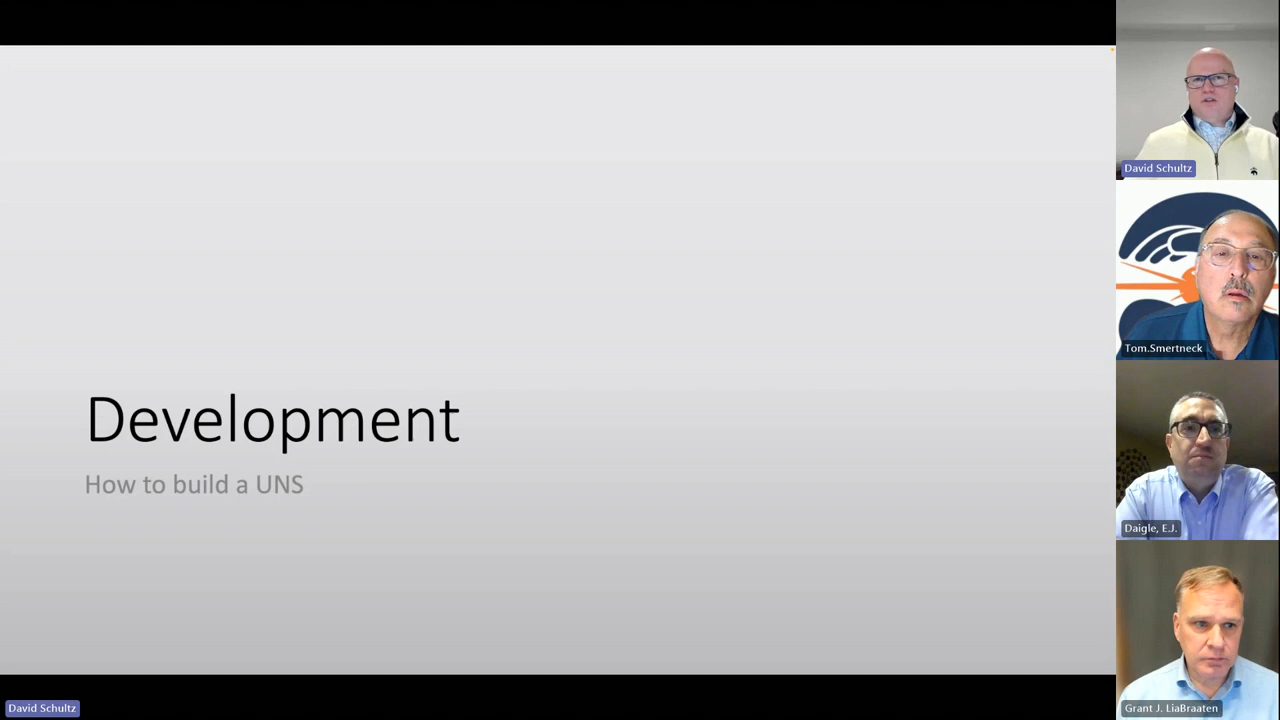 Development
How to build a UNS
David Schultz
David Schultz
Tom.Smertneck
Daigle, E.J.
Grant J. LiaBraaten